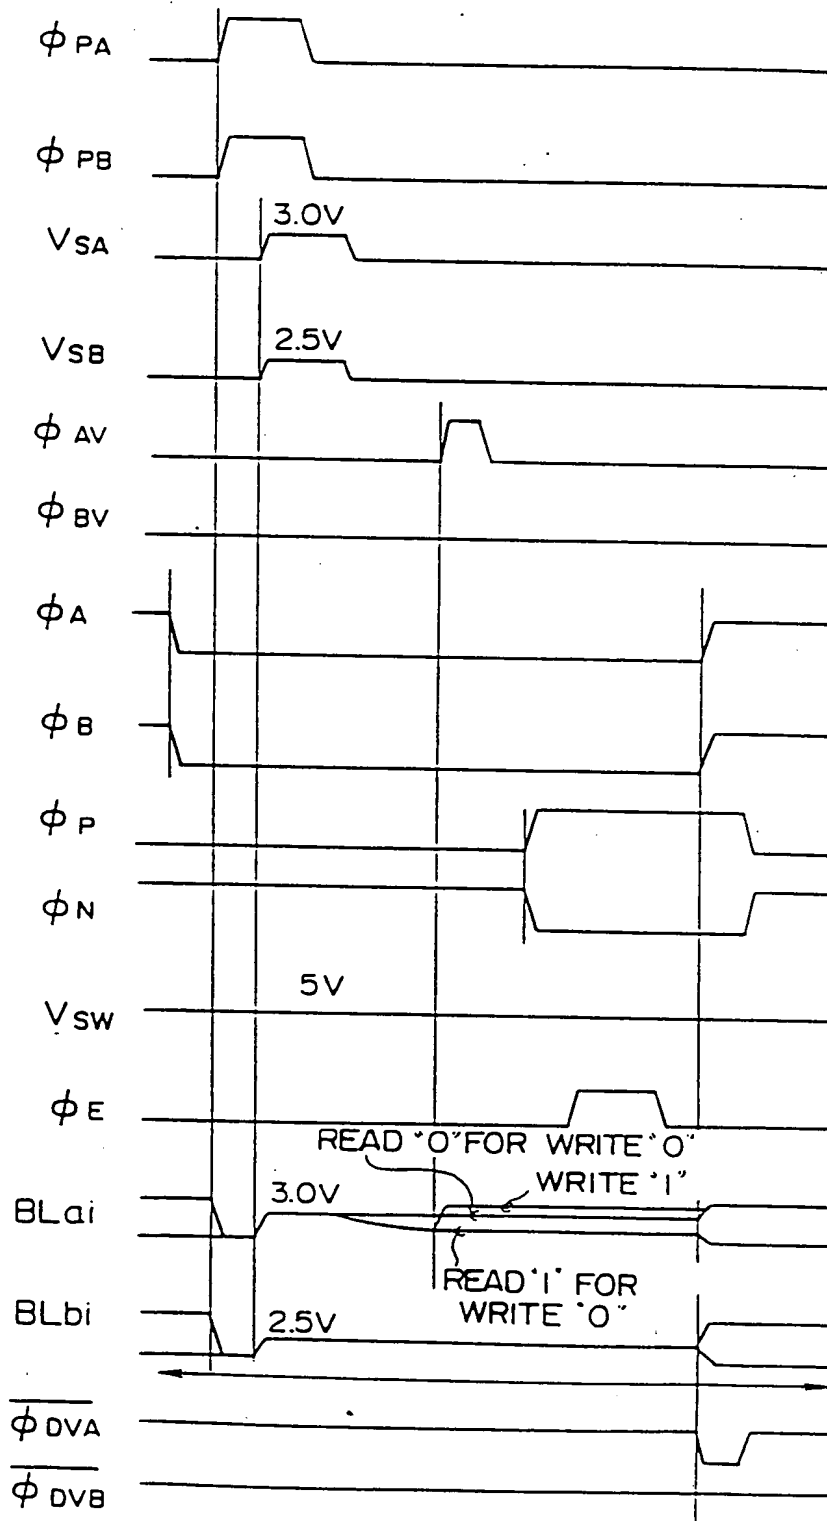 ϕ PA
ϕ PB
3.0V
VSA
2.5V
VSB
ϕ AV
ϕ BV
ϕ A
ϕ B
ϕ P
ϕ N
5V
VSW
ϕ E
READ "0" FOR WRITE "0"
WRITE "1"
3.0V
BLai
READ "1" FOR
WRITE "0"
BLbi
2.5V
ϕ DVA
ϕ DVB